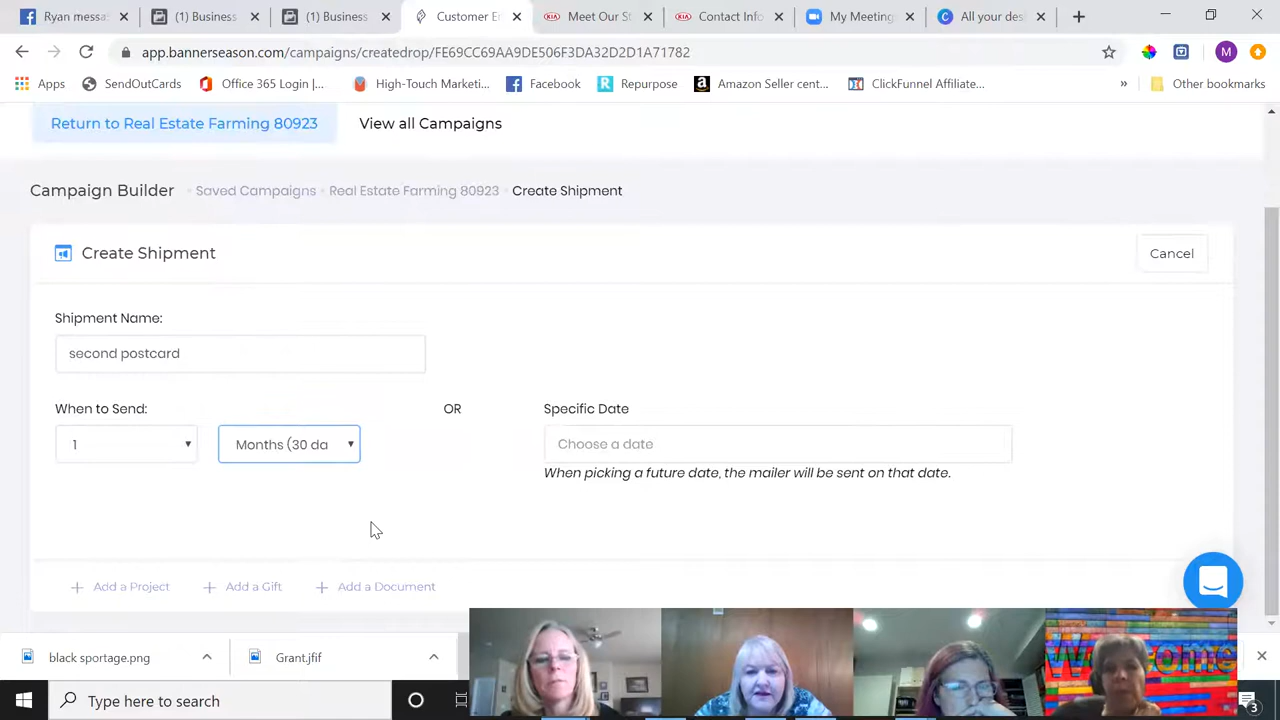 Ryan messa
(1) Business
(1) Business
Customer En
Meet Our St
Contact Info
My Meeting
All your des
app.bannerseason.com/campaigns/createdrop/FE69CC69AA9DE506F3DA32D2D1A71782
M
Apps
SendOutCards
Office 365 Login |...
High-Touch Marketi...
Facebook
Repurpose
Amazon Seller cent...
ClickFunnel Affiliate...
»
Other bookmarks
Return to Real Estate Farming 80923
View all Campaigns
Campaign Builder
Saved Campaigns
Real Estate Farming 80923
Create Shipment
Create Shipment
Cancel
Shipment Name:
second postcard
When to Send:
OR
Specific Date
1
Months (30 da
Choose a date
When picking a future date, the mailer will be sent on that date.
+ Add a Project
+ Add a Gift
+ Add a Document
black sportage.png
Grant.jfif
Welcome
Type here to search
3